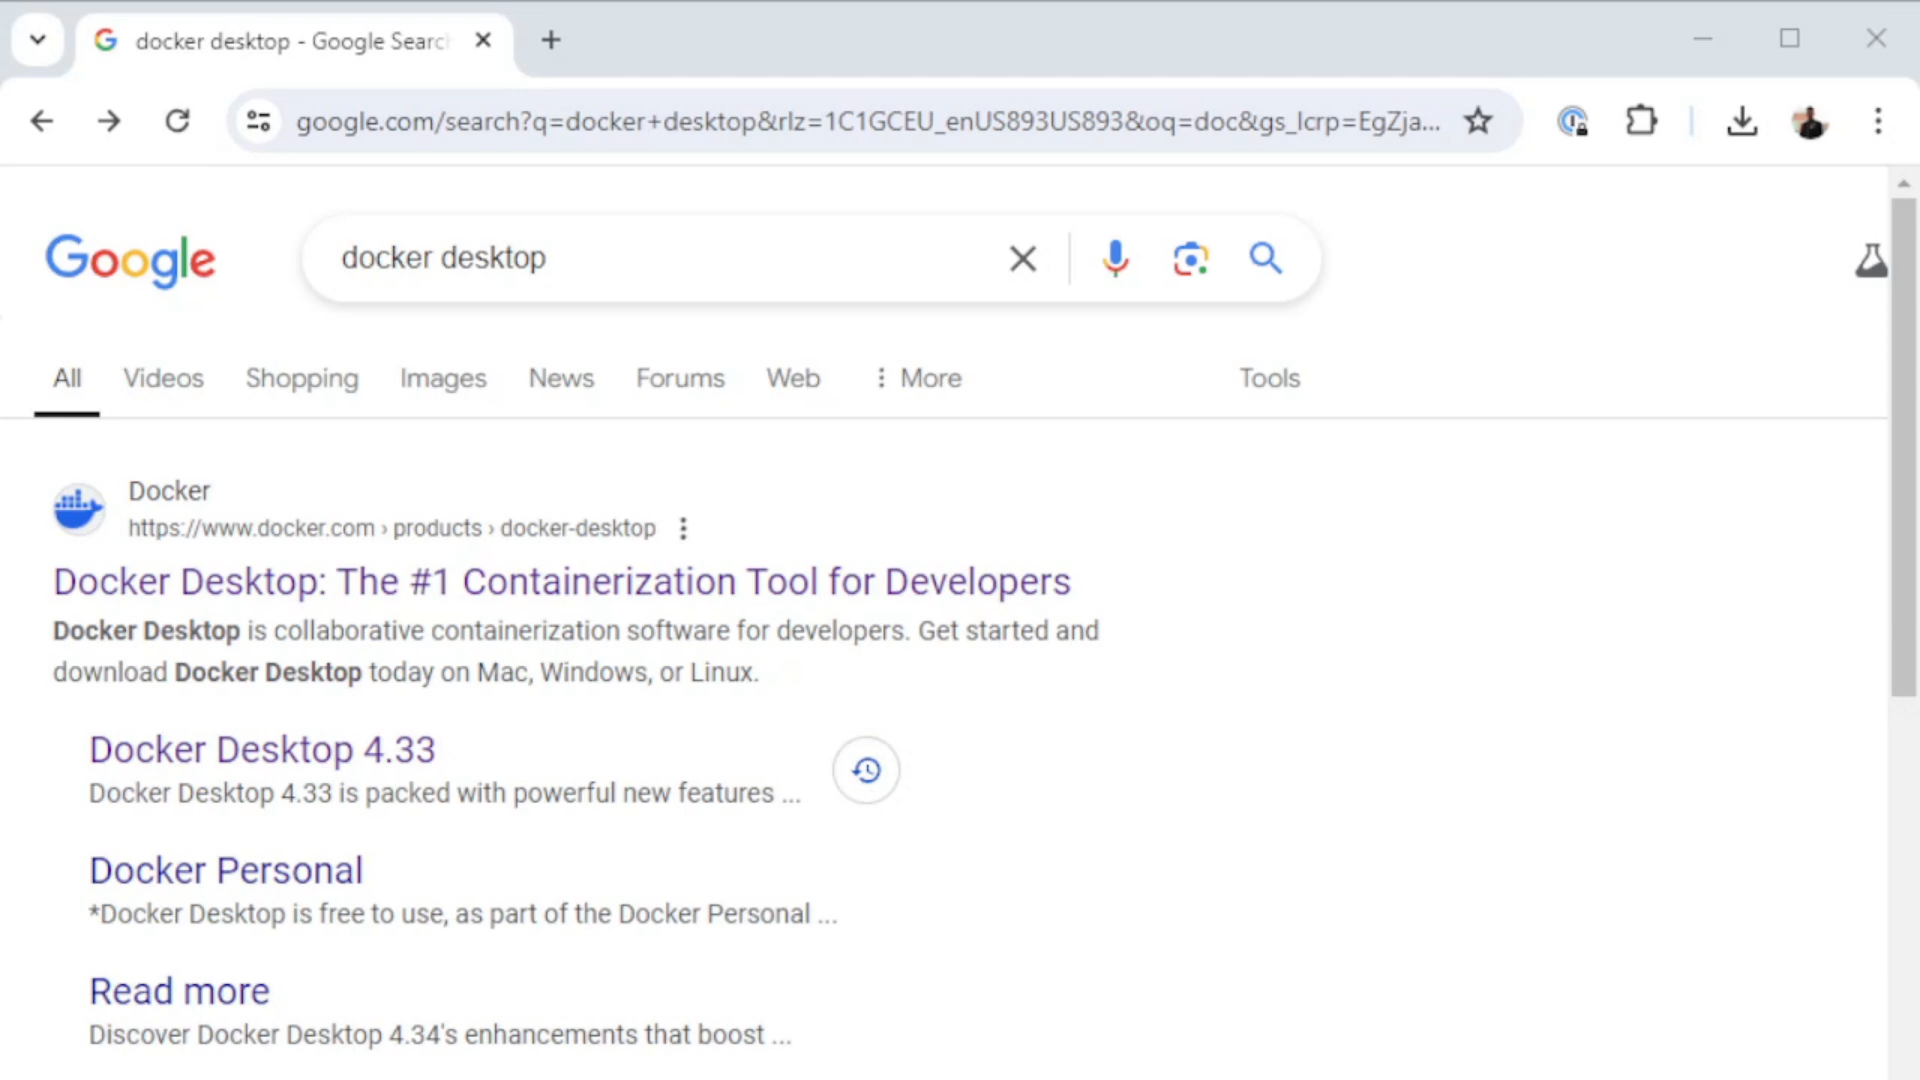 docker desktop - Google Searc
google.com/search?q=docker+desktop&rlz=1C1GCEU_enUS893US893&oq=doc&gs_lcrp=EgZja...
Google
docker desktop
All
Videos
Shopping
Images
News
Forums
Web
More
Tools
Docker
https://www.docker.com › products › docker-desktop
Docker Desktop: The #1 Containerization Tool for Developers
Docker Desktop is collaborative containerization software for developers. Get started and
download Docker Desktop today on Mac, Windows, or Linux.
Docker Desktop 4.33
Docker Desktop 4.33 is packed with powerful new features ...
Docker Personal
*Docker Desktop is free to use, as part of the Docker Personal ...
Read more
Discover Docker Desktop 4.34's enhancements that boost ...